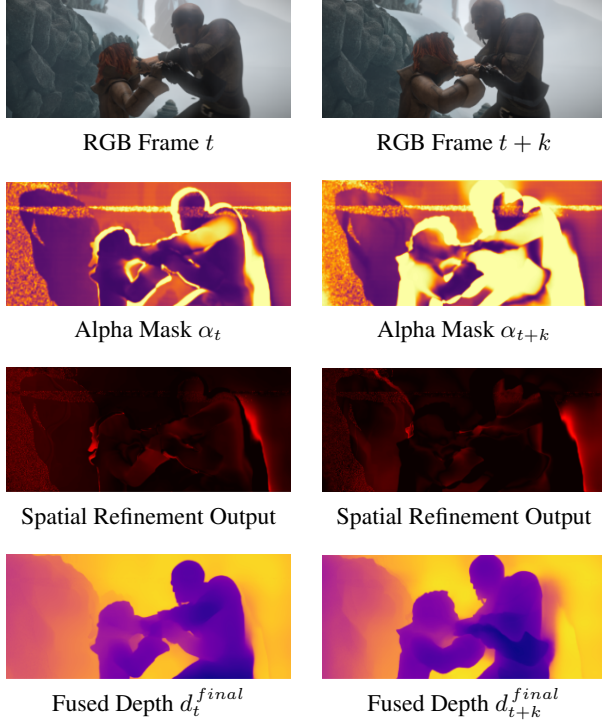 RGB Frame t
RGB Frame t + k
Alpha Mask α_t
Alpha Mask α_{t+k}
Spatial Refinement Output
Spatial Refinement Output
Fused Depth d_t^{final}
Fused Depth d_{t+k}^{final}